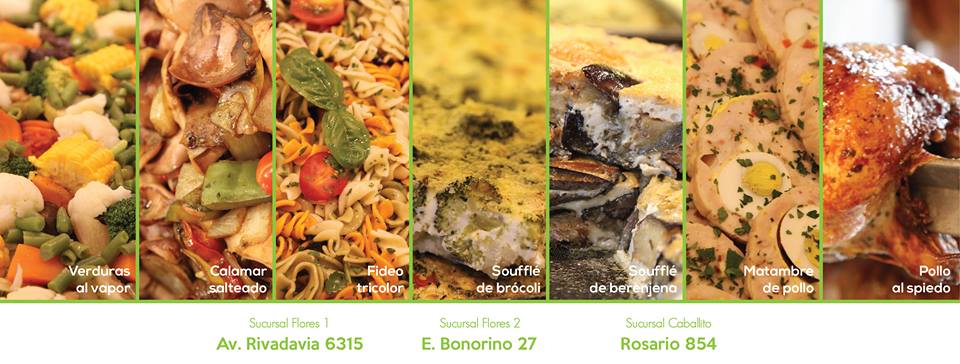 Verduras
al vapor
Calamar
salteado
Fideo
tricolor
Soufflé
de brócoli
Soufflé
de berenjena
Matambre
de pollo
Pollo
al spiedo
Sucursal Flores 1
Av. Rivadavia 6315
Sucursal Flores 2
E. Bonorino 27
Sucursal Caballito
Rosario 854